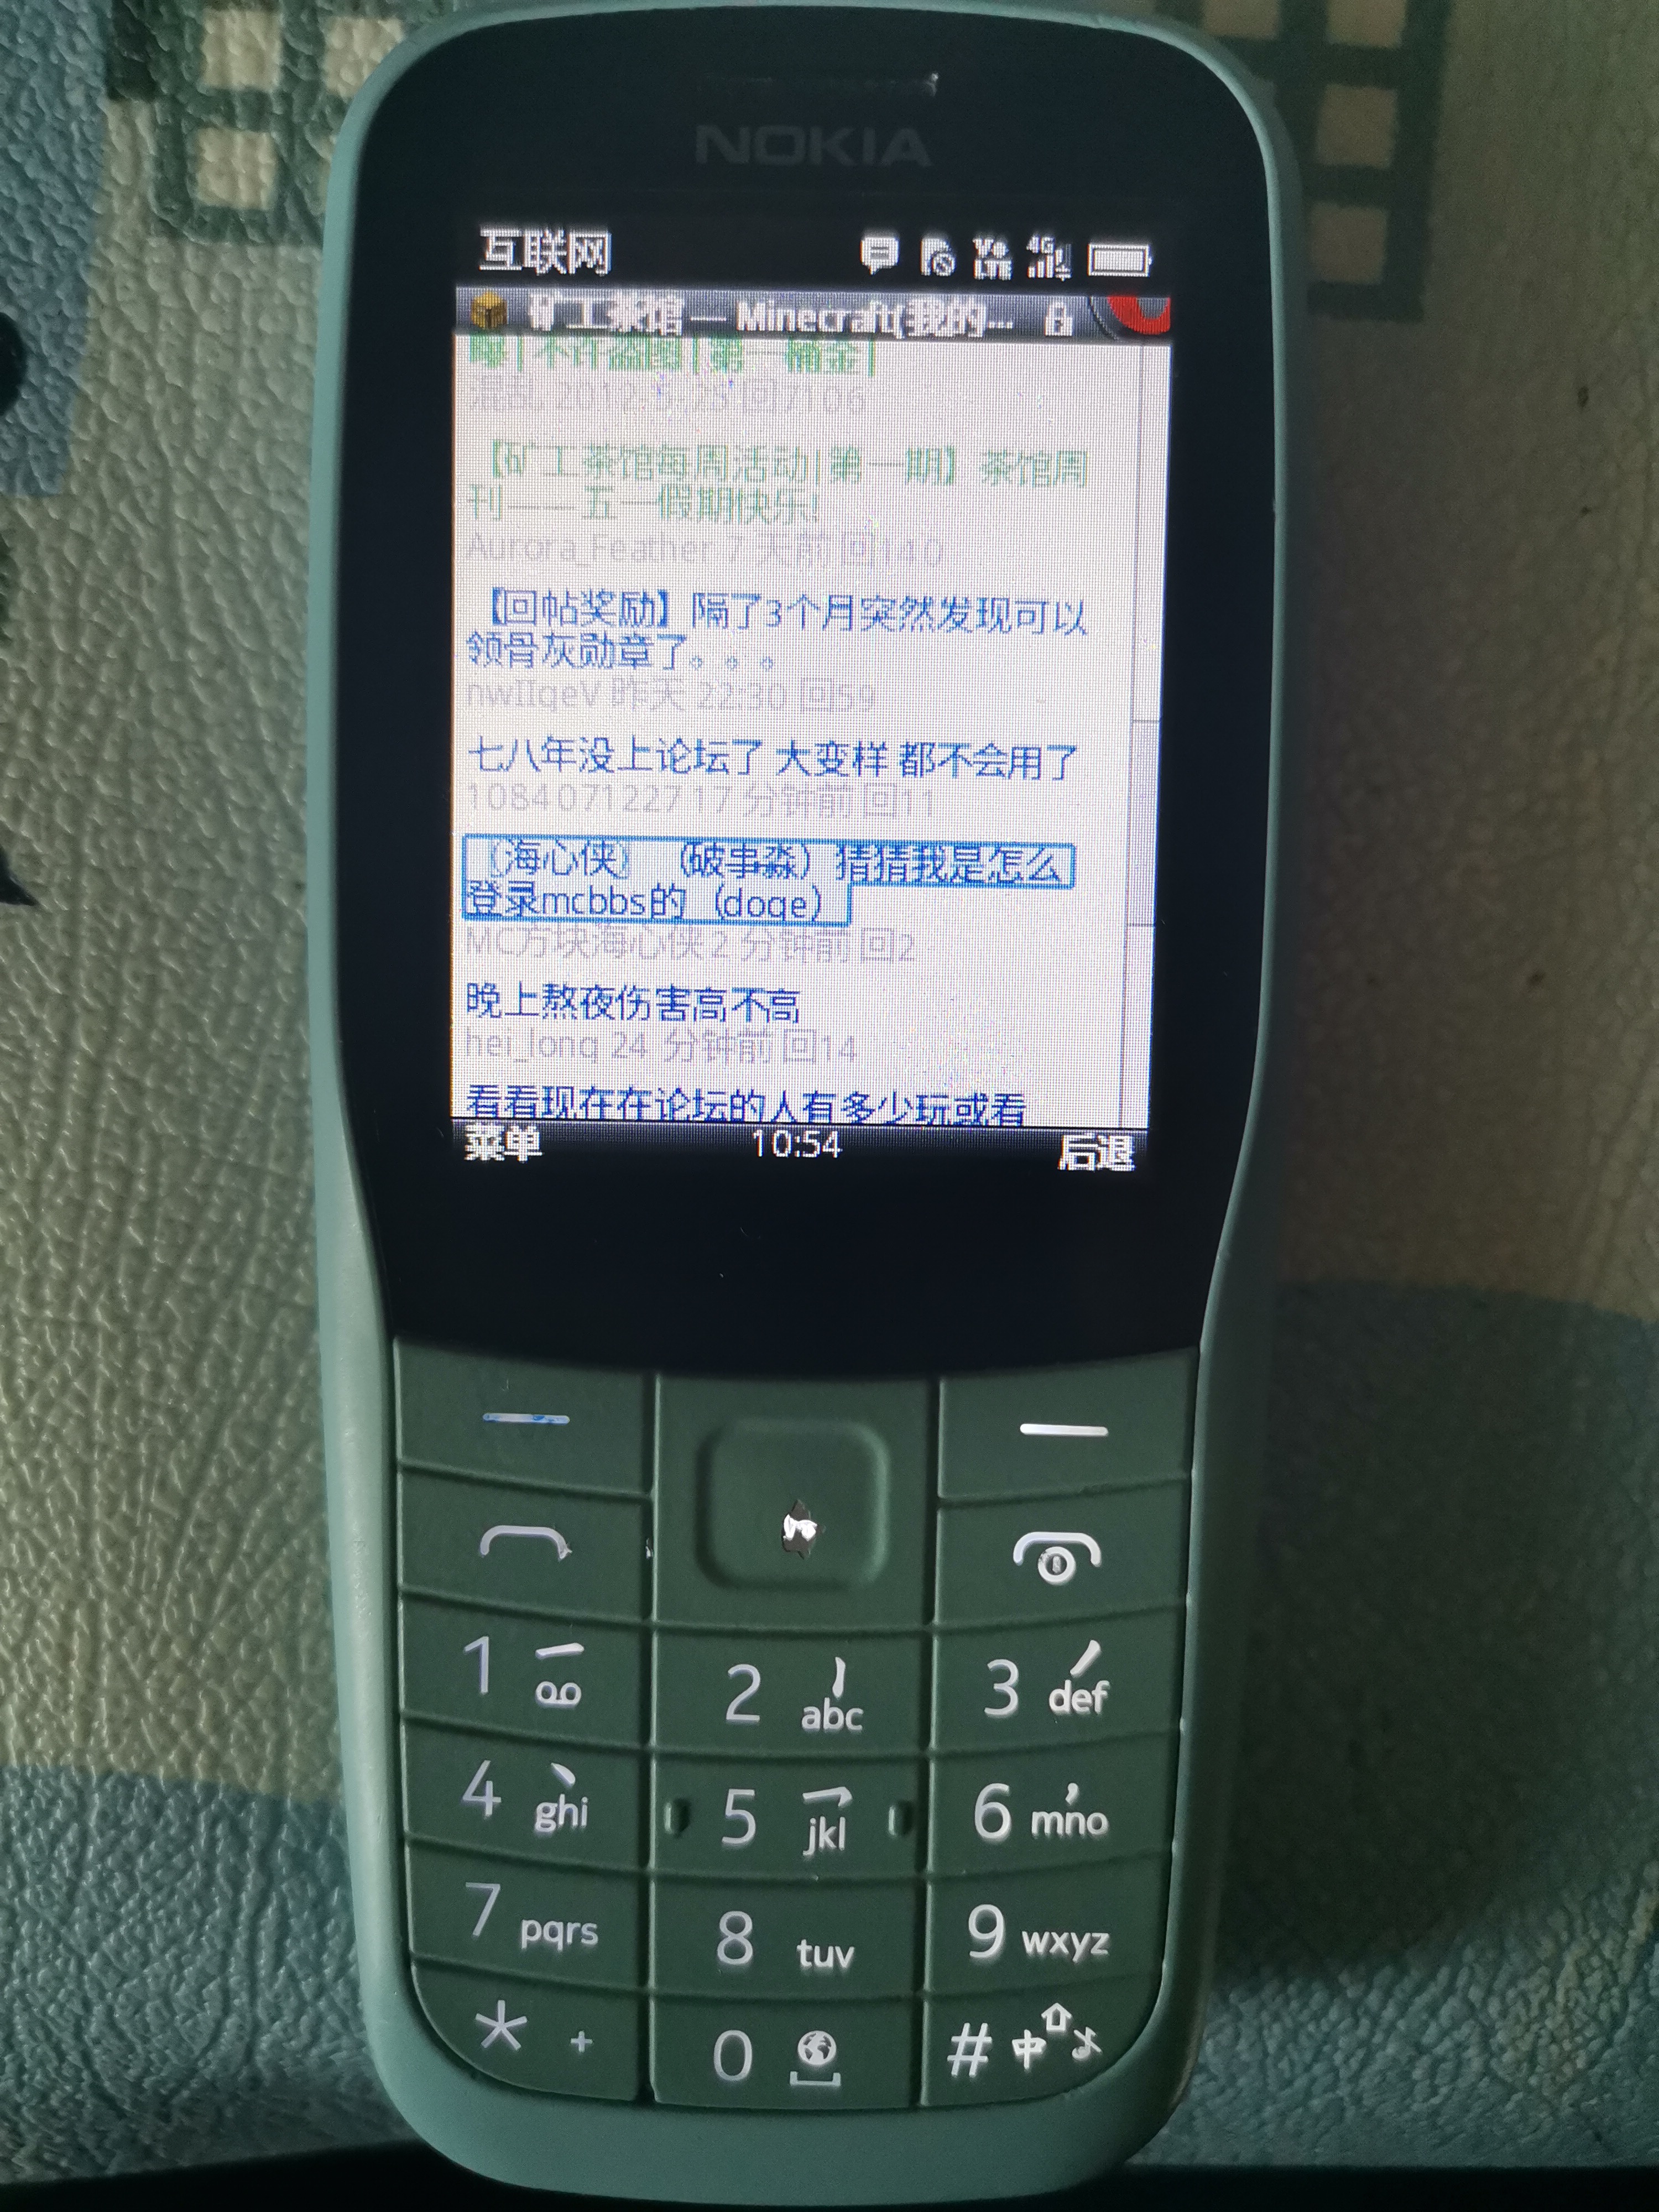 NOKIA
互联网
Vo LTE 4G
矿工茶馆 — Minecraft(我的...
曝|不许盗图|第一桶金|
混乱 2012-5-25 回7106
【矿工茶馆每周活动|第一期】茶馆周
刊——五一假期快乐!
Aurora_Feather 7 天前 回140
【回帖奖励】隔了3个月突然发现可以
领骨灰勋章了。。。
nwIIqeV 昨天 22:30 回59
七八年没上论坛了 大变样 都不会用了
108407122717 分钟前 回11
〔海心侠〕 （破事淼）猜猜我是怎么
登录mcbbs的（doge）
MC方块海心侠2 分钟前 回2
晚上熬夜伤害高不高
hei_long 24 分钟前 回14
看看现在在论坛的人有多少玩或看
菜单 10:54 后退
1 2 abc 3 def
4 ghi 5 jkl 6 mno
7 pqrs 8 tuv 9 wxyz
* + 0 # 中